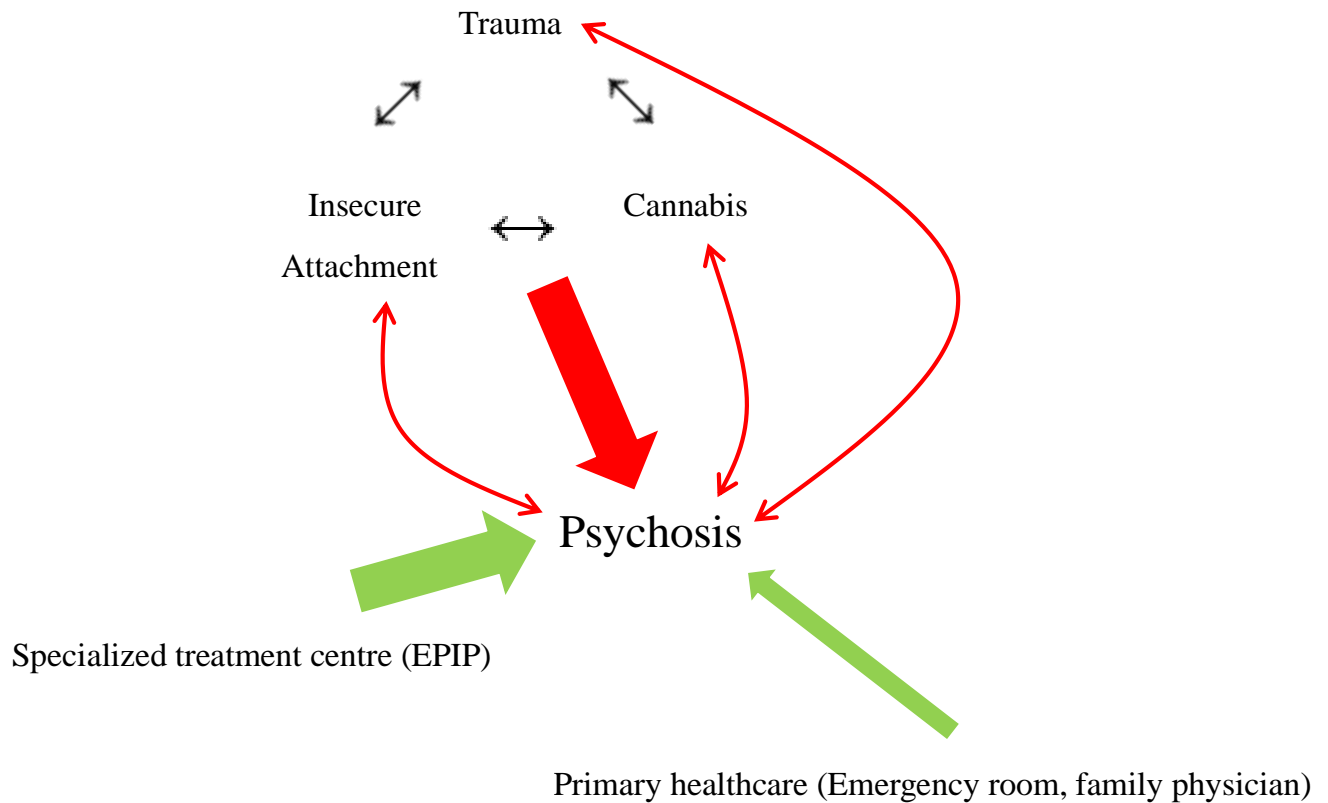 Trauma
Insecure
Attachment
Cannabis
Psychosis
Specialized treatment centre (EPIP)
Primary healthcare (Emergency room, family physician)